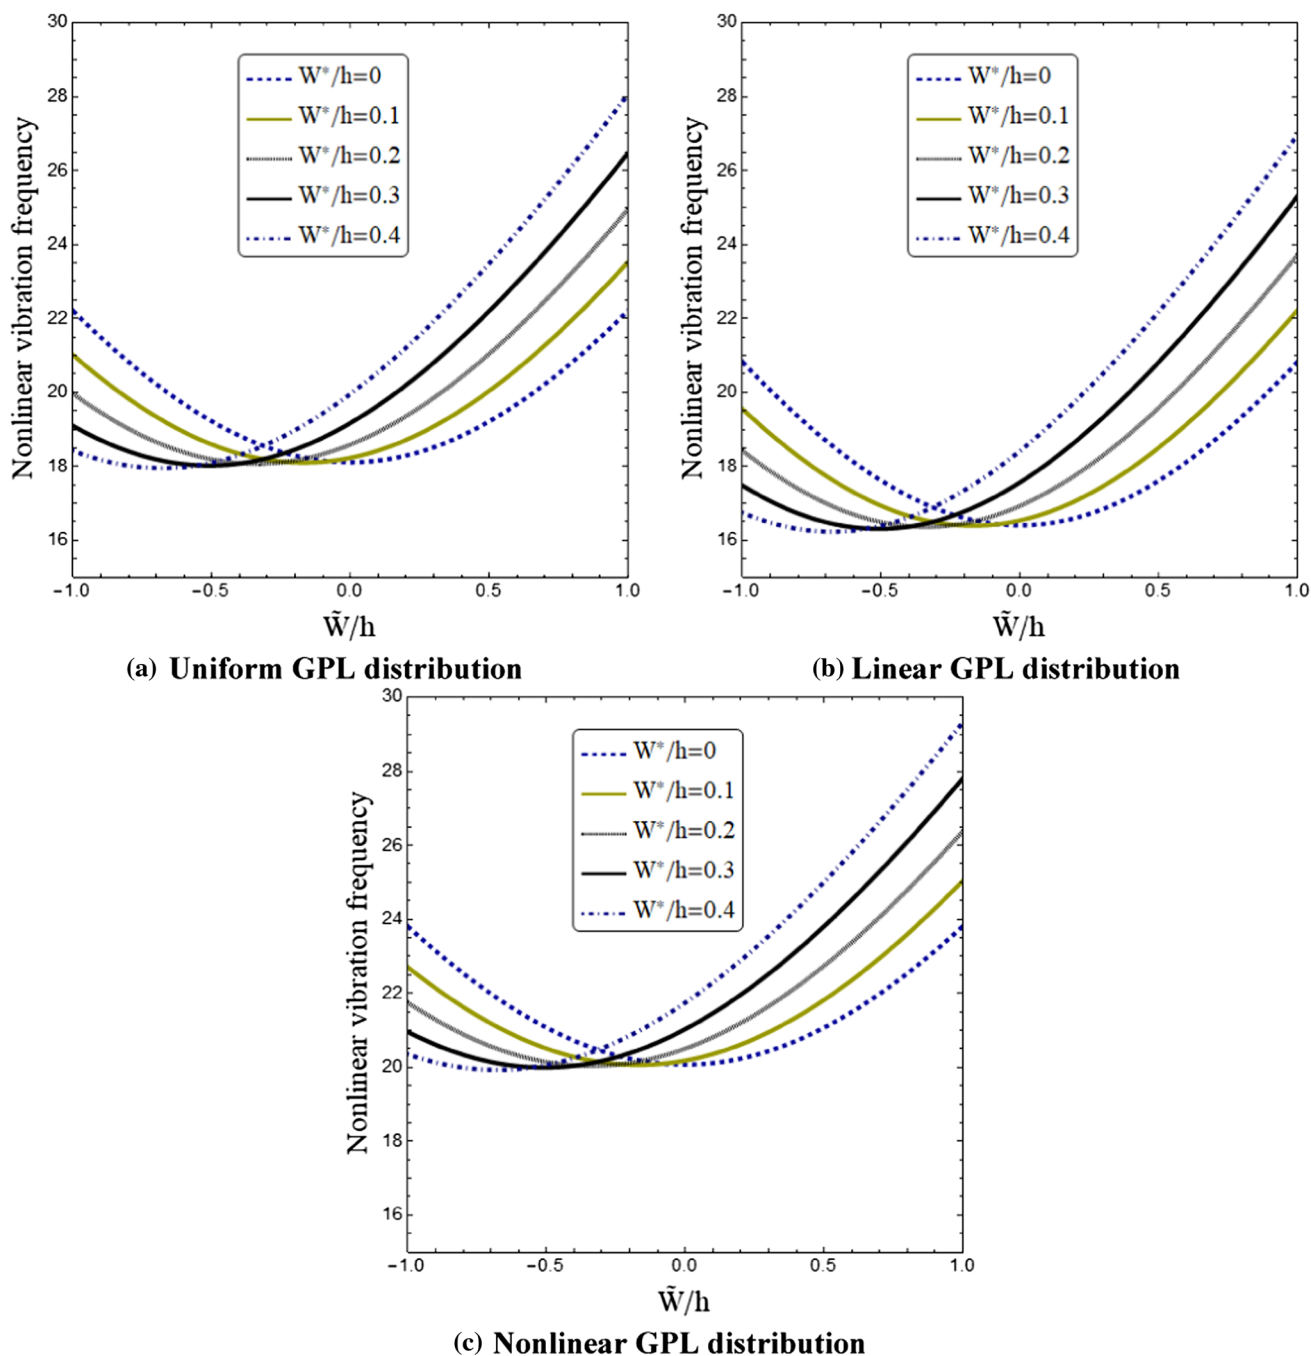 30
28
26
24
22
20
18
16
Nonlinear vibration frequency
W*/h=0
W*/h=0.1
W*/h=0.2
W*/h=0.3
W*/h=0.4
−1.0 −0.5 0.0 0.5 1.0
W̃/h
(a) Uniform GPL distribution
30
28
26
24
22
20
18
16
Nonlinear vibration frequency
W*/h=0
W*/h=0.1
W*/h=0.2
W*/h=0.3
W*/h=0.4
−1.0 −0.5 0.0 0.5 1.0
W̃/h
(b) Linear GPL distribution
30
28
26
24
22
20
18
16
Nonlinear vibration frequency
W*/h=0
W*/h=0.1
W*/h=0.2
W*/h=0.3
W*/h=0.4
−1.0 −0.5 0.0 0.5 1.0
W̃/h
(c) Nonlinear GPL distribution